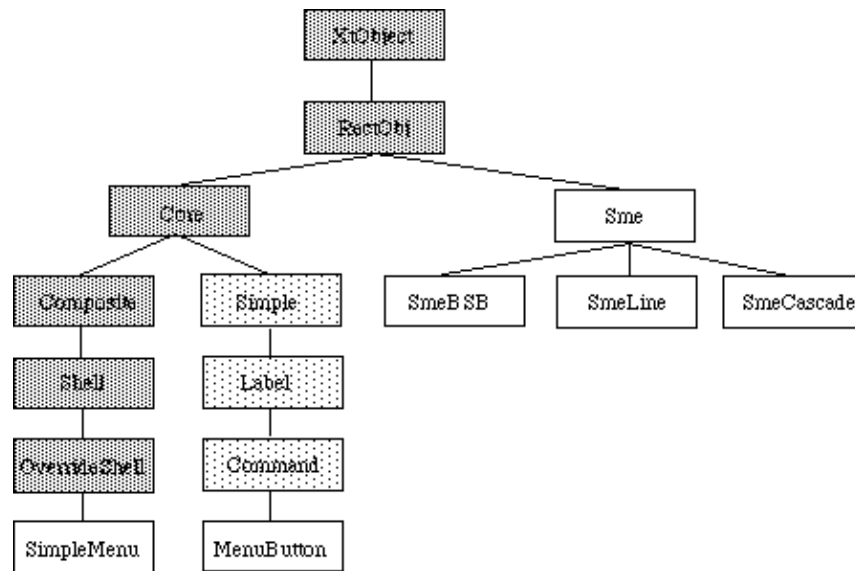 XtObject
RectObj
Core
Sme
Composite
Simple
SmeBSB
SmeLine
SmeCascade
Shell
Label
OverrideShell
Command
SimpleMenu
MenuButton